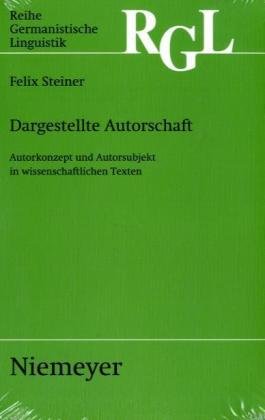 Reihe
Germanistische
Linguistik
RGL
Felix Steiner
Dargestellte Autorschaft
Autorkonzept und Autorsubjekt
in wissenschaftlichen Texten
Niemeyer